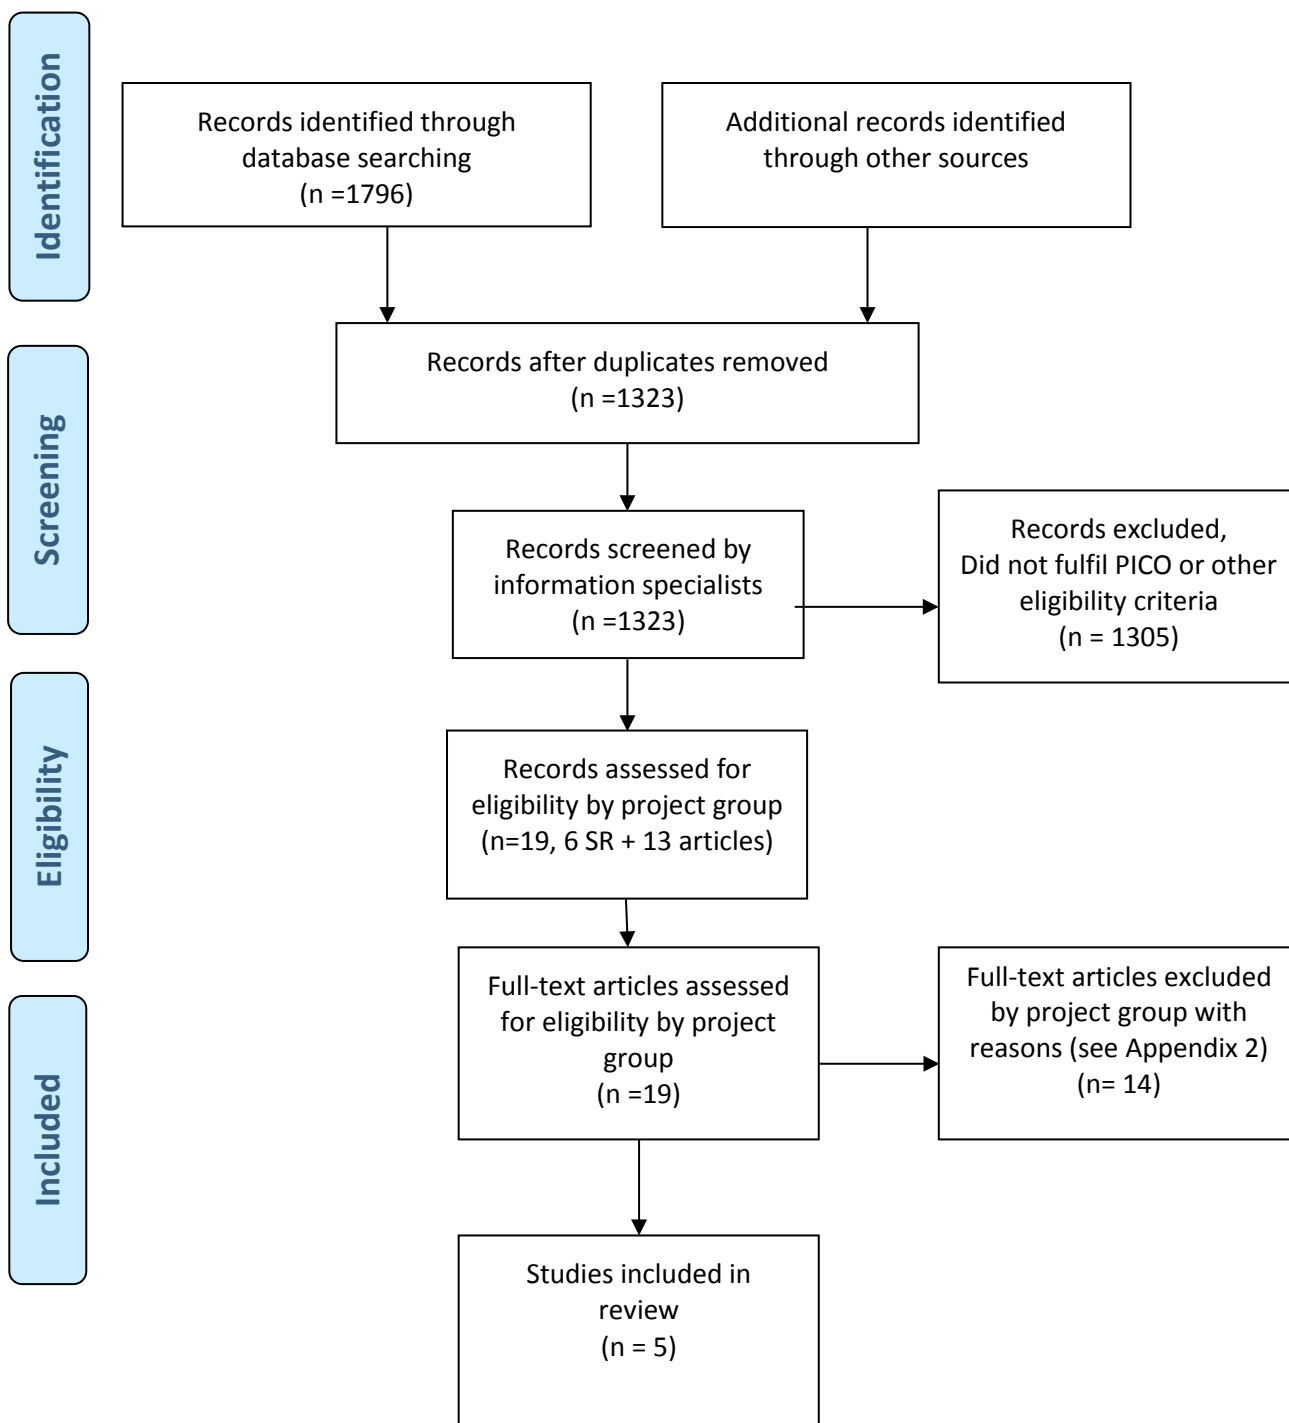 Identification
Records identified through
database searching
(n =1796)
Additional records identified
through other sources
Screening
Records after duplicates removed
(n =1323)
Records screened by
information specialists
(n =1323)
Records excluded,
Did not fulfil PICO or other
eligibility criteria
(n = 1305)
Eligibility
Records assessed for
eligibility by project group
(n=19, 6 SR + 13 articles)
Full-text articles assessed
for eligibility by project
group
(n =19)
Full-text articles excluded
by project group with
reasons (see Appendix 2)
(n= 14)
Included
Studies included in
review
(n = 5)